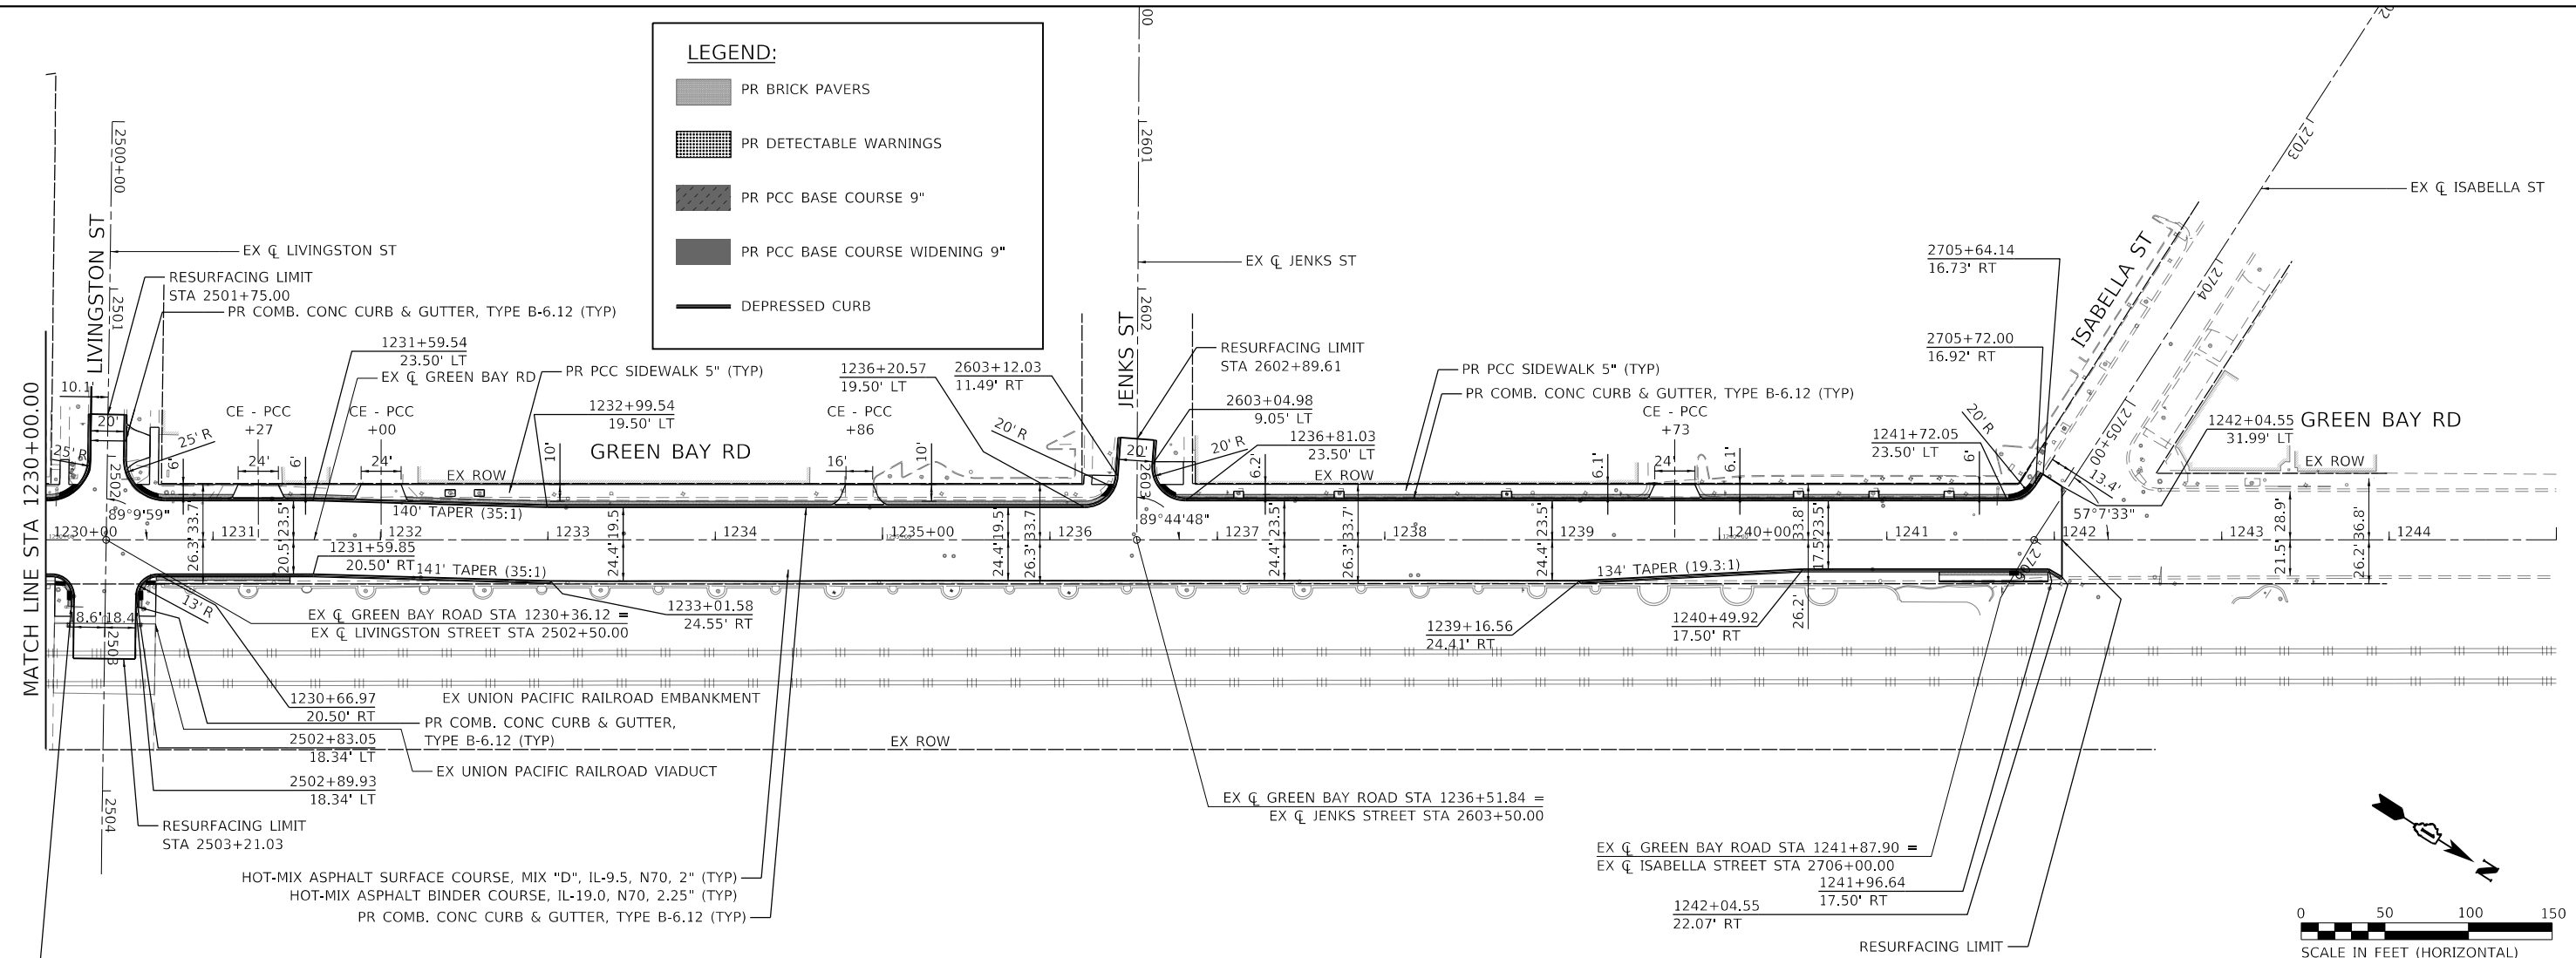 LEGEND:
PR BRICK PAVERS
PR DETECTABLE WARNINGS
PR PCC BASE COURSE 9"
PR PCC BASE COURSE WIDENING 9"
DEPRESSED CURB
MATCH LINE STA 1230+00.00
LIVINGSTON ST
2500+00
2501
2502
2503
2504
EX ℄ LIVINGSTON ST
RESURFACING LIMIT
STA 2501+75.00
PR COMB. CONC CURB & GUTTER, TYPE B-6.12 (TYP)
1231+59.54
23.50' LT
EX ℄ GREEN BAY RD
PR PCC SIDEWALK 5" (TYP)
1232+99.54
19.50' LT
10.1'
20'
25' R
25' R
6'
6'
CE - PCC
+27
24'
CE - PCC
+00
24'
EX ROW
10'
GREEN BAY RD
CE - PCC
+86
16'
10'
1236+20.57
19.50' LT
2603+12.03
11.49' RT
20' R
00
2601
2602
2603
JENKS ST
EX ℄ JENKS ST
RESURFACING LIMIT
STA 2602+89.61
2603+04.98
9.05' LT
1236+81.03
23.50' LT
20'
20' R
6.2'
EX ROW
PR PCC SIDEWALK 5" (TYP)
PR COMB. CONC CURB & GUTTER, TYPE B-6.12 (TYP)
6.1'
CE - PCC
+73
24'
6.1'
1241+72.05
23.50' LT
6'
20' R
2705+64.14
16.73' RT
2705+72.00
16.92' RT
ISABELLA ST
EX ℄ ISABELLA ST
02
2703
2704
2705+00
2706
13.4'
57°7'33"
1242+04.55
31.99' LT
GREEN BAY RD
EX ROW
89°9'59"
140' TAPER (35:1)
89°44'48"
1230+00
1231
1232
1233
1234
1235+00
1236
1237
1238
1239
1240+00
1241
1242
1243
1244
26.3' 33.7'
20.5' 23.5'
24.4' 19.5'
24.4' 19.5'
26.3' 33.7'
24.4' 23.5'
26.3' 33.7'
24.4' 23.5'
33.8'
26.2'
17.5' 23.5'
21.5' 28.9'
26.2' 36.8'
1231+59.85
20.50' RT
141' TAPER (35:1)
134' TAPER (19.3:1)
13' R
18.6'
18.4'
EX ℄ GREEN BAY ROAD STA 1230+36.12 =
EX ℄ LIVINGSTON STREET STA 2502+50.00
1233+01.58
24.55' RT
1239+16.56
24.41' RT
1240+49.92
17.50' RT
1230+66.97
20.50' RT
EX UNION PACIFIC RAILROAD EMBANKMENT
PR COMB. CONC CURB & GUTTER,
TYPE B-6.12 (TYP)
2502+83.05
18.34' LT
EX UNION PACIFIC RAILROAD VIADUCT
2502+89.93
18.34' LT
EX ROW
RESURFACING LIMIT
STA 2503+21.03
EX ℄ GREEN BAY ROAD STA 1236+51.84 =
EX ℄ JENKS STREET STA 2603+50.00
EX ℄ GREEN BAY ROAD STA 1241+87.90 =
EX ℄ ISABELLA STREET STA 2706+00.00
1241+96.64
17.50' RT
1242+04.55
22.07' RT
RESURFACING LIMIT
HOT-MIX ASPHALT SURFACE COURSE, MIX "D", IL-9.5, N70, 2" (TYP)
HOT-MIX ASPHALT BINDER COURSE, IL-19.0, N70, 2.25" (TYP)
PR COMB. CONC CURB & GUTTER, TYPE B-6.12 (TYP)
N
0 50 100 150
SCALE IN FEET (HORIZONTAL)